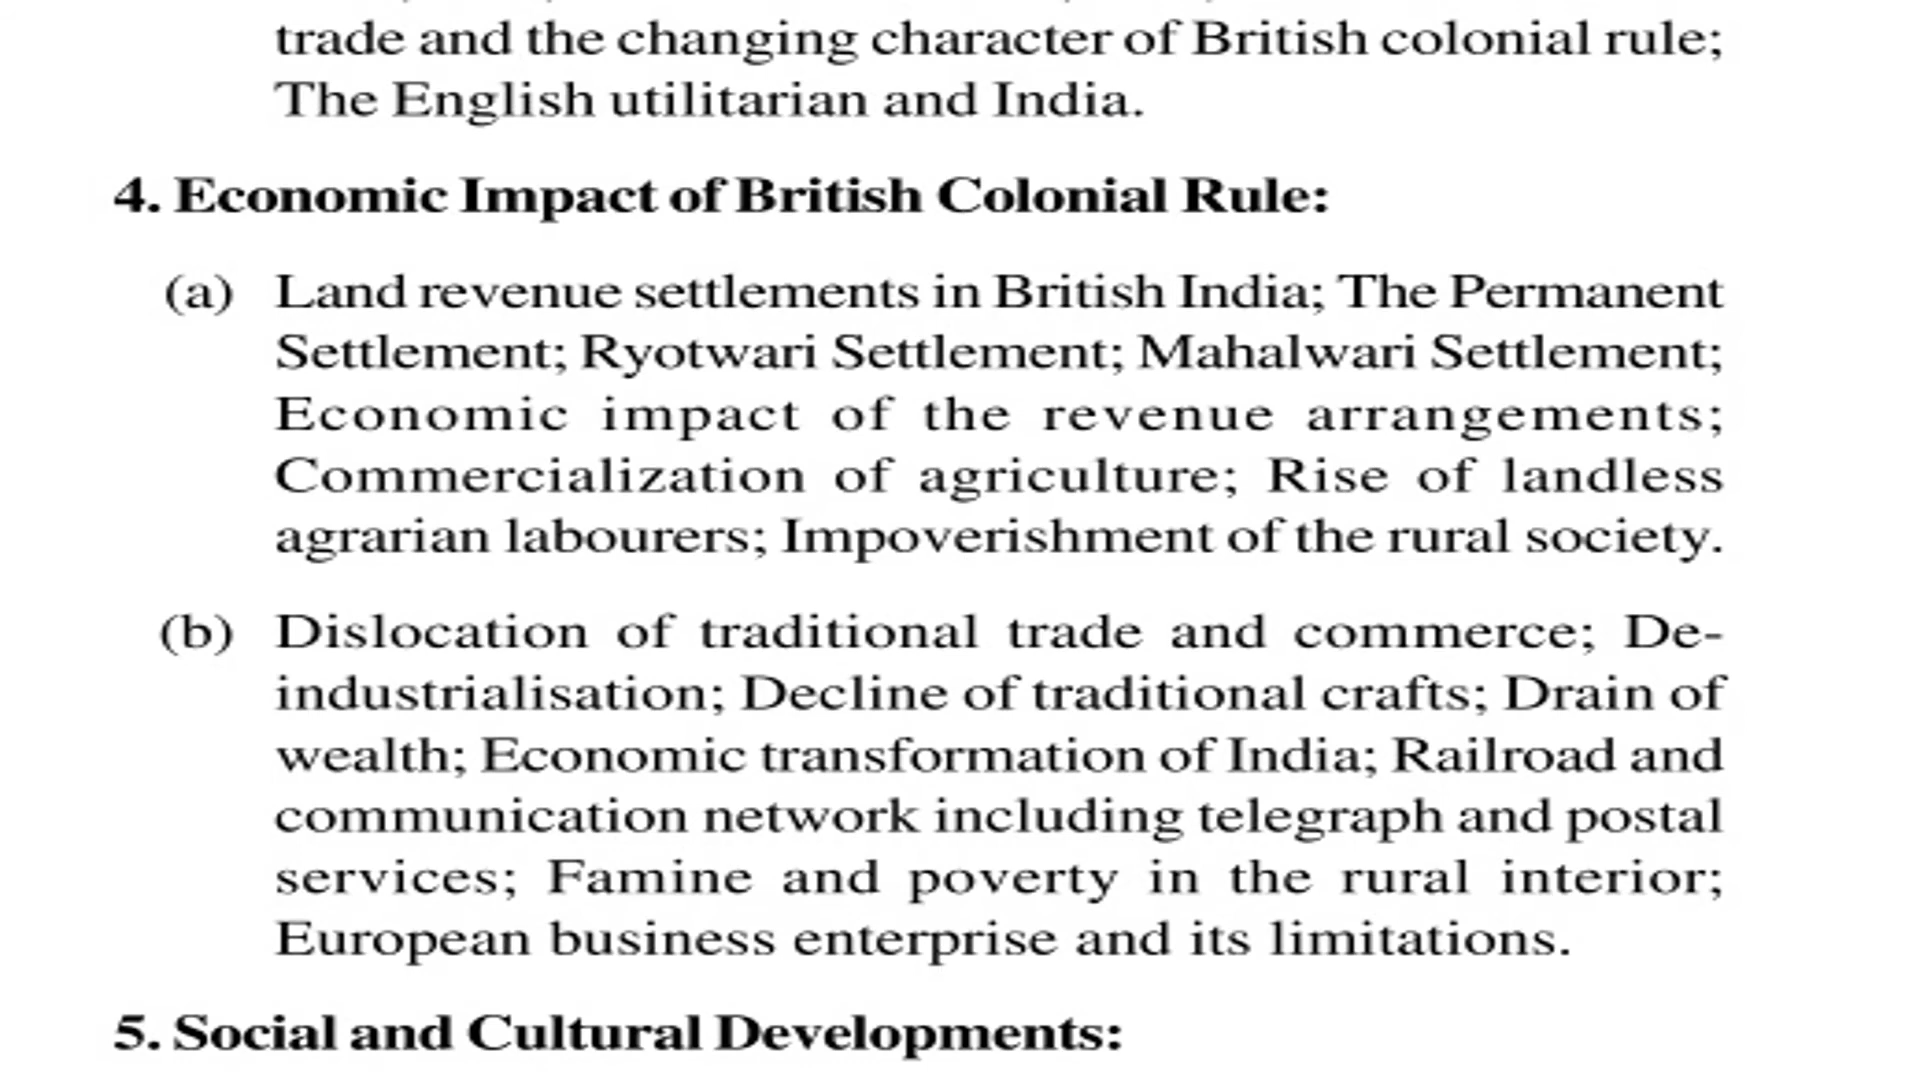 trade and the changing character of British colonial rule;
The English utilitarian and India.
4. Economic Impact of British Colonial Rule:
(a) Land revenue settlements in British India; The Permanent
Settlement; Ryotwari Settlement; Mahalwari Settlement;
Economic impact of the revenue arrangements;
Commercialization of agriculture; Rise of landless
agrarian labourers; Impoverishment of the rural society.
(b) Dislocation of traditional trade and commerce; De-
industrialisation; Decline of traditional crafts; Drain of
wealth; Economic transformation of India; Railroad and
communication network including telegraph and postal
services; Famine and poverty in the rural interior;
European business enterprise and its limitations.
5. Social and Cultural Developments: